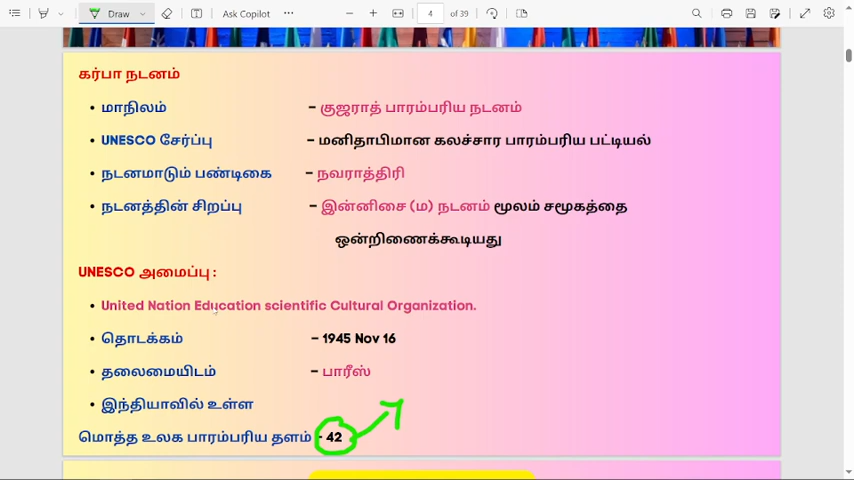 Draw
Ask Copilot
4 of 39
கர்பா நடனம்
• மாநிலம் – குஜராத் பாரம்பரிய நடனம்
• UNESCO சேர்ப்பு – மனிதாபிமான கலச்சார பாரம்பரிய பட்டியல்
• நடனமாடும் பண்டிகை – நவராத்திரி
• நடனத்தின் சிறப்பு – இன்னிசை (ம) நடனம் மூலம் சமூகத்தை
ஒன்றிணைக்கூடியது
UNESCO அமைப்பு :
• United Nation Education scientific Cultural Organization.
• தொடக்கம் – 1945 Nov 16
• தலைமையிடம் – பாரீஸ்
• இந்தியாவில் உள்ள
மொத்த உலக பாரம்பரிய தளம் - 42